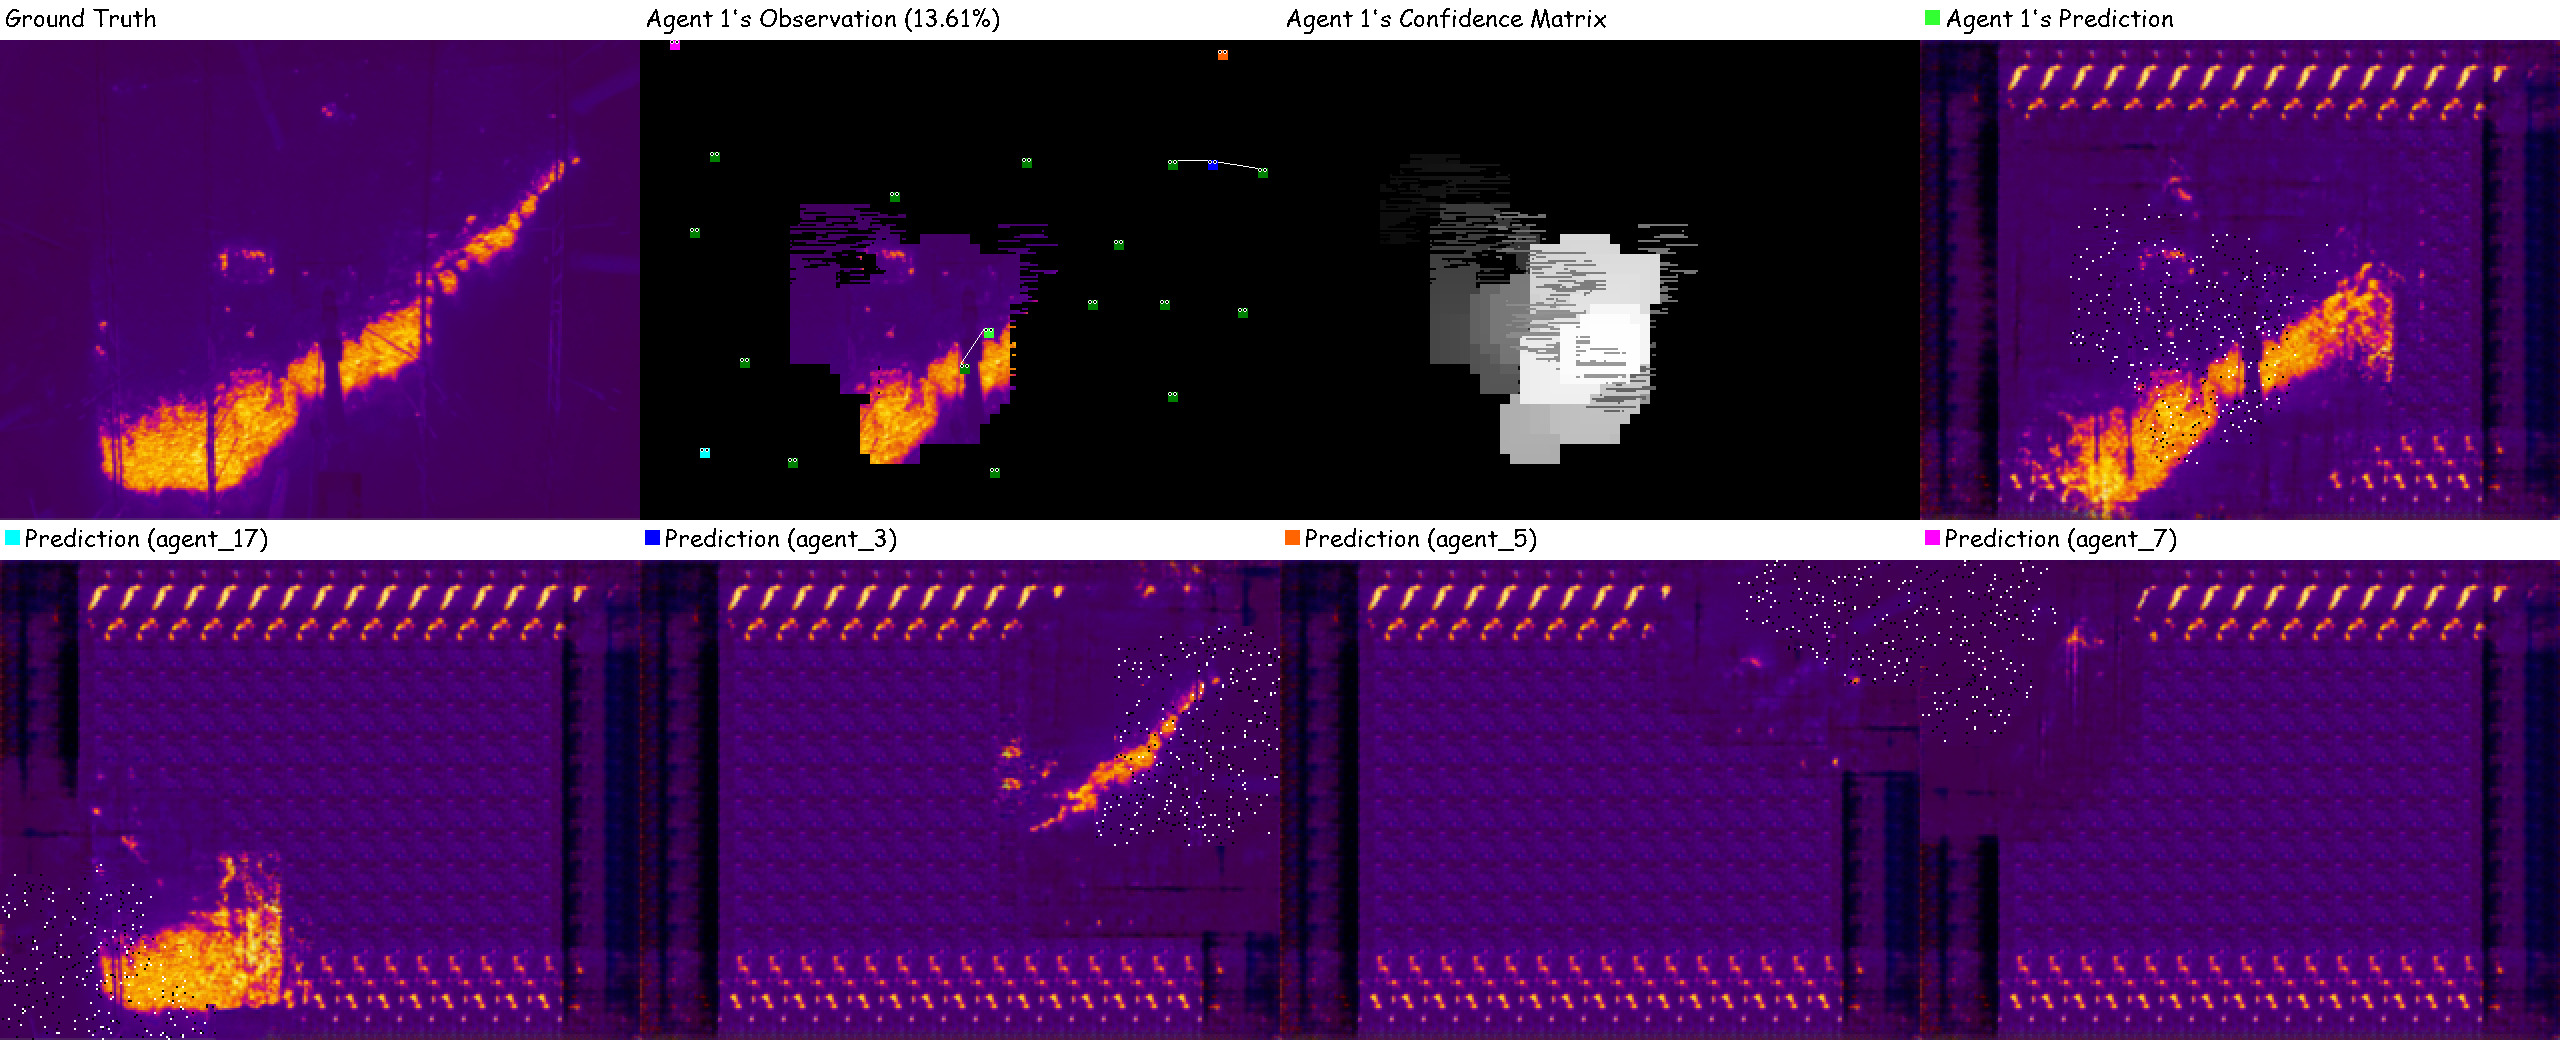 Ground Truth
Agent 1's Observation (13.61%)
Agent 1's Confidence Matrix
Agent 1's Prediction
Prediction (agent_17)
Prediction (agent_3)
Prediction (agent_5)
Prediction (agent_7)